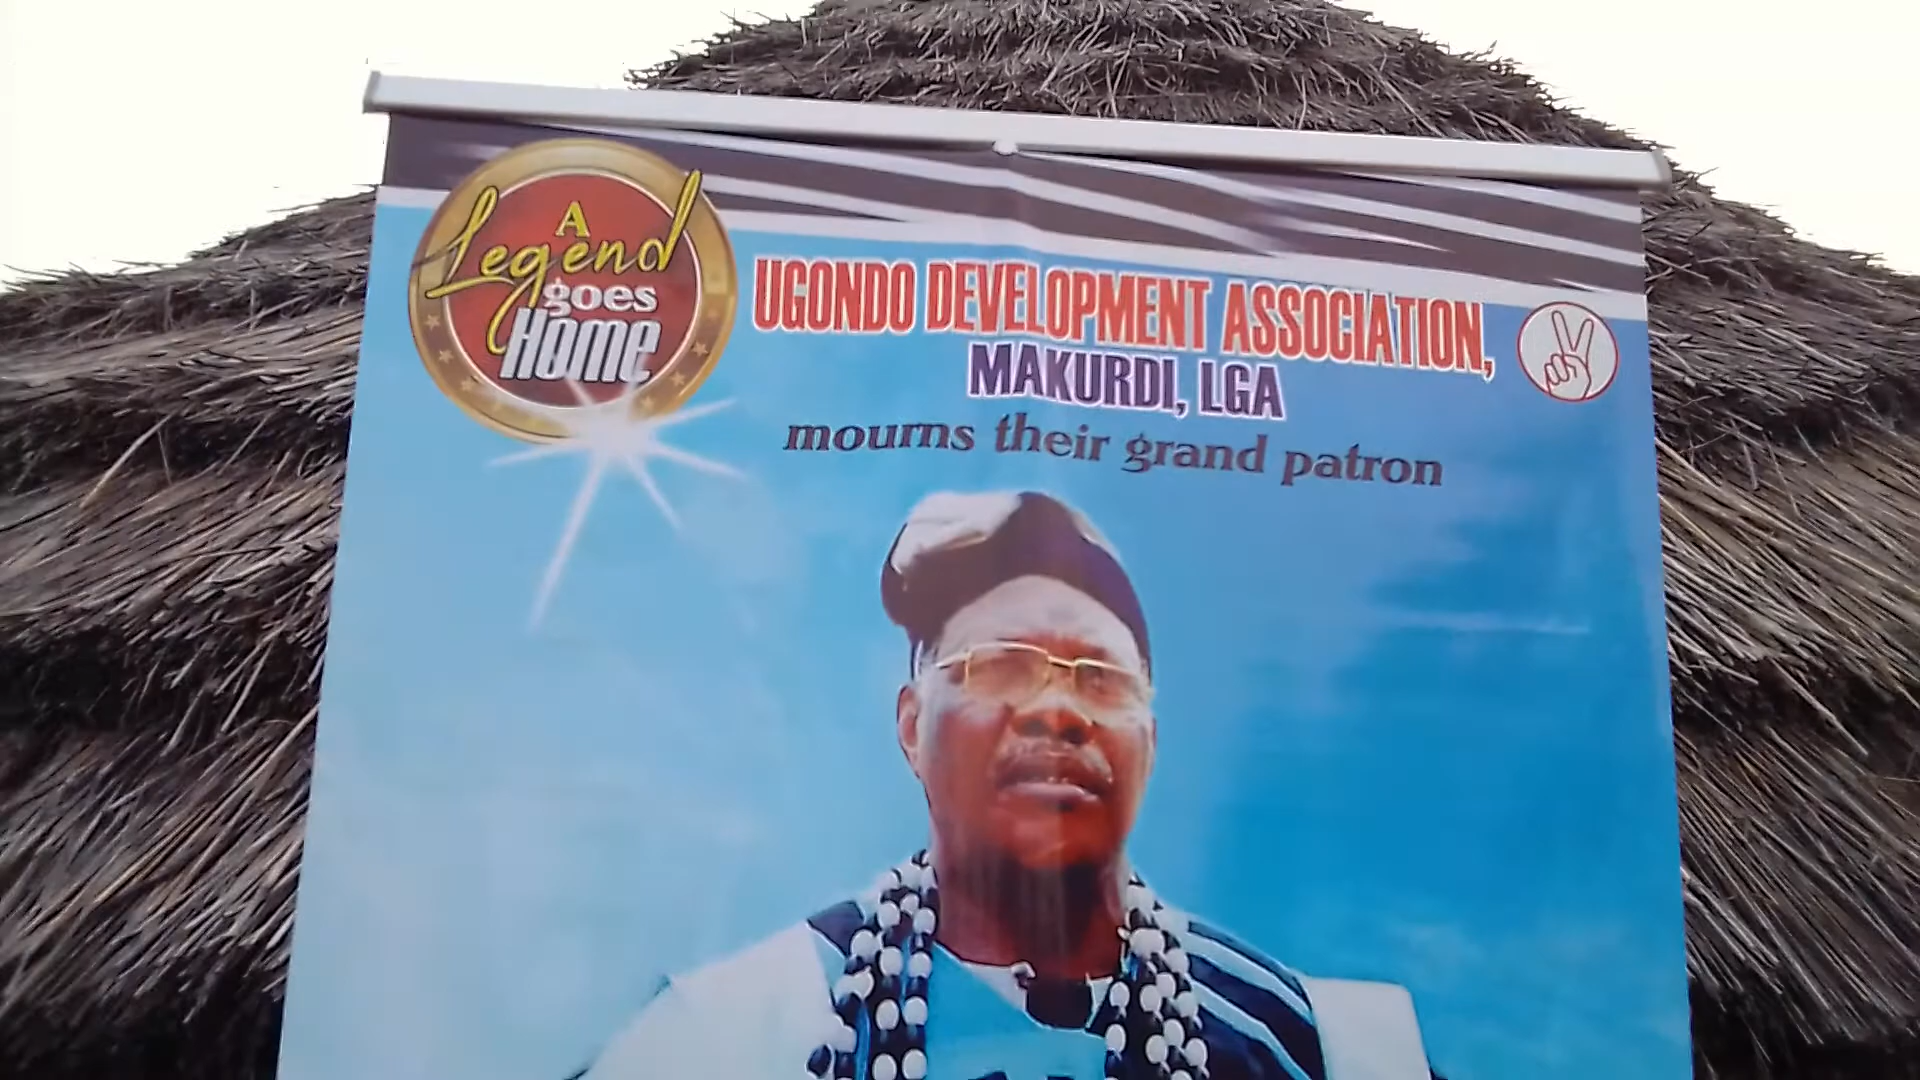 A
Legend
goes
Home
UGONDO DEVELOPMENT ASSOCIATION,
MAKURDI, LGA
mourns their grand patron